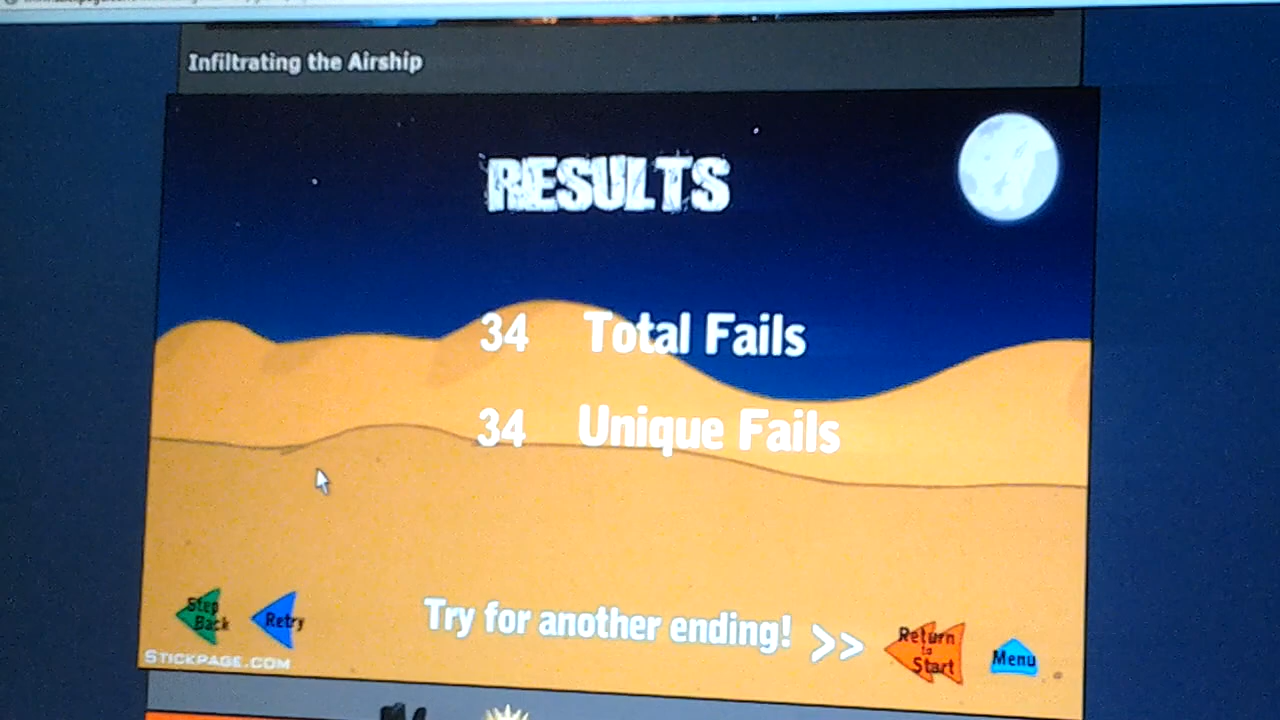 Infiltrating the Airship
RESULTS
34 Total Fails
34 Unique Fails
Step Back
Retry
Try for another ending! >>
Return to Start
Menu
STICKPAGE.COM